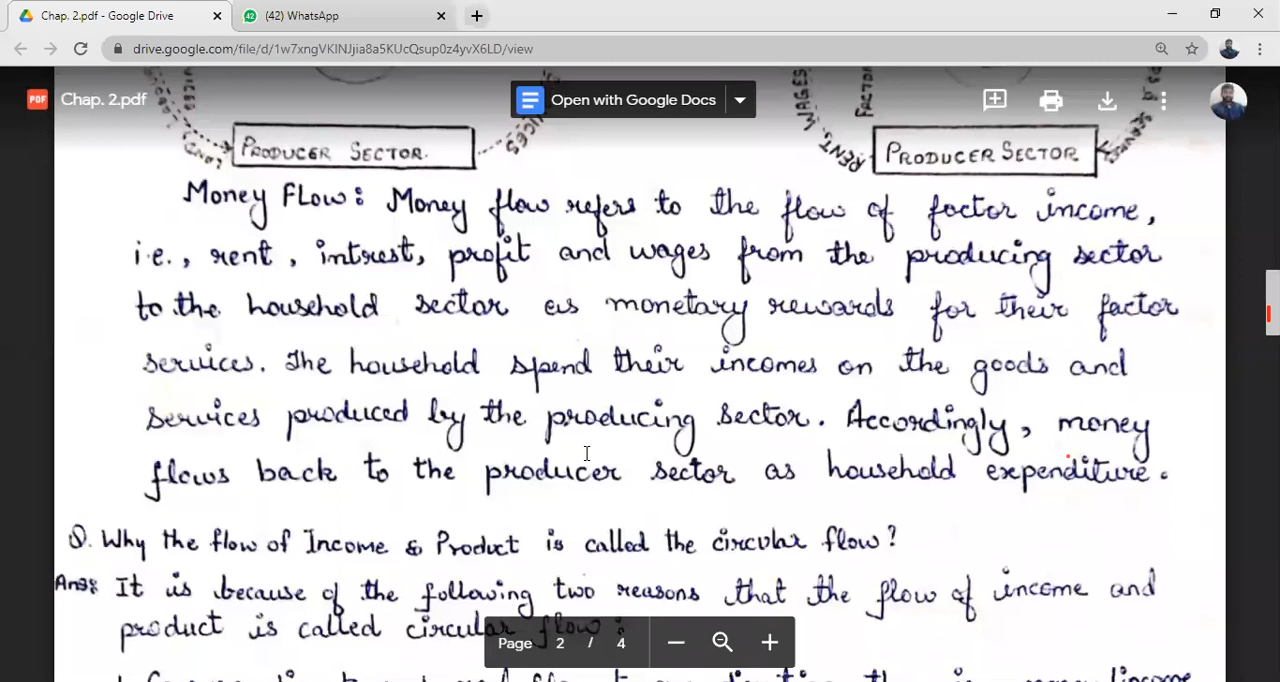 Chap. 2.pdf - Google Drive
(42) WhatsApp
drive.google.com/file/d/1w7xngVKlNJjia8a5KUcQsup0z4yvX6LD/view
PDF Chap. 2.pdf
Open with Google Docs
WAGES
RENT, WAGES
PRODUCER SECTOR.
PRODUCER SECTOR
Money Flow: Money flow refers to the flow of factor income,
i.e., rent, intrest, profit and wages from the producing sector
to the household sector as monetary rewards for their factor
services. The household spend their incomes on the goods and
services produced by the producing sector. Accordingly, money
flows back to the producer sector as household expenditure.
Q. Why the flow of Income & Product is called the circular flow?
Ans: It is because of the following two reasons that the flow of income and
product is called circular flow:
Page 2 / 4